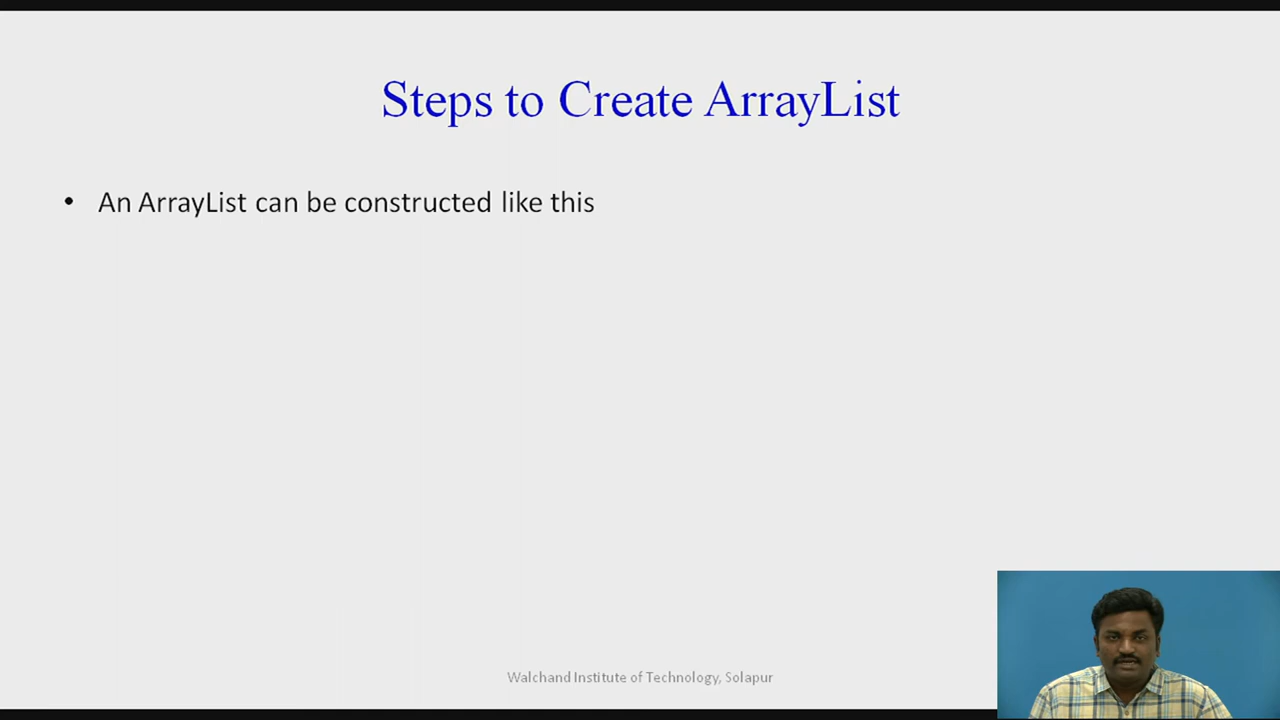 Steps to Create ArrayList
• An ArrayList can be constructed like this
Walchand Institute of Technology, Solapur